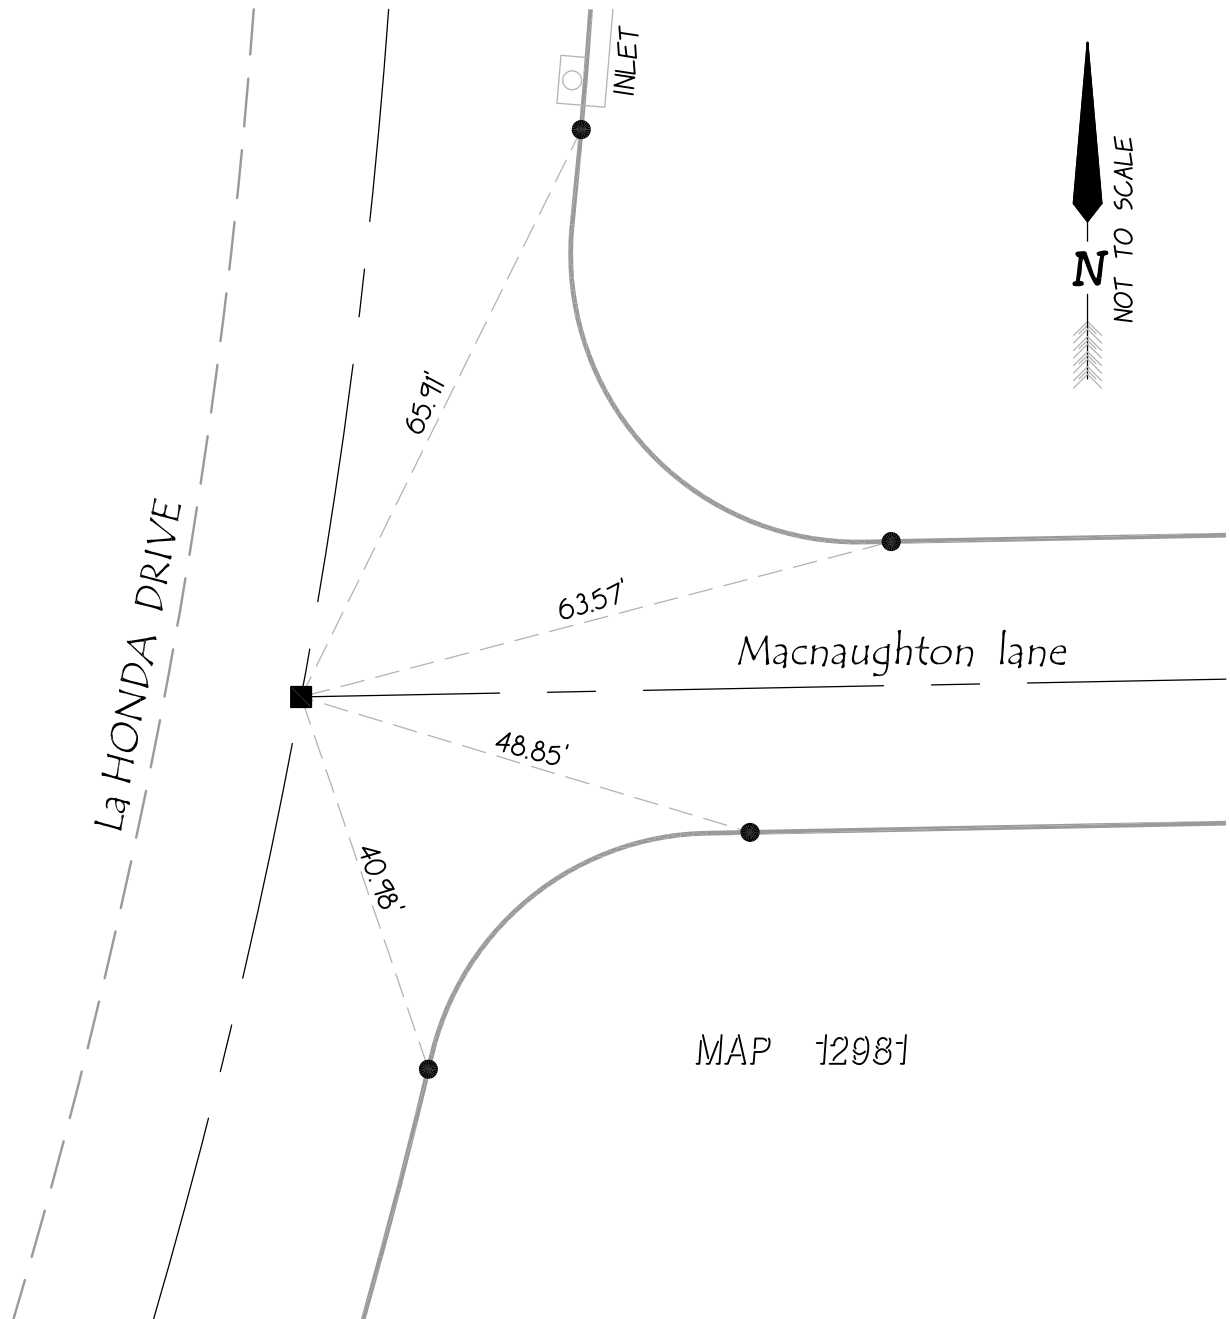 INLET
NOT TO SCALE
N
65.91'
63.57'
La HONDA DRIVE
Macnaughton lane
48.85'
40.98'
MAP 12981